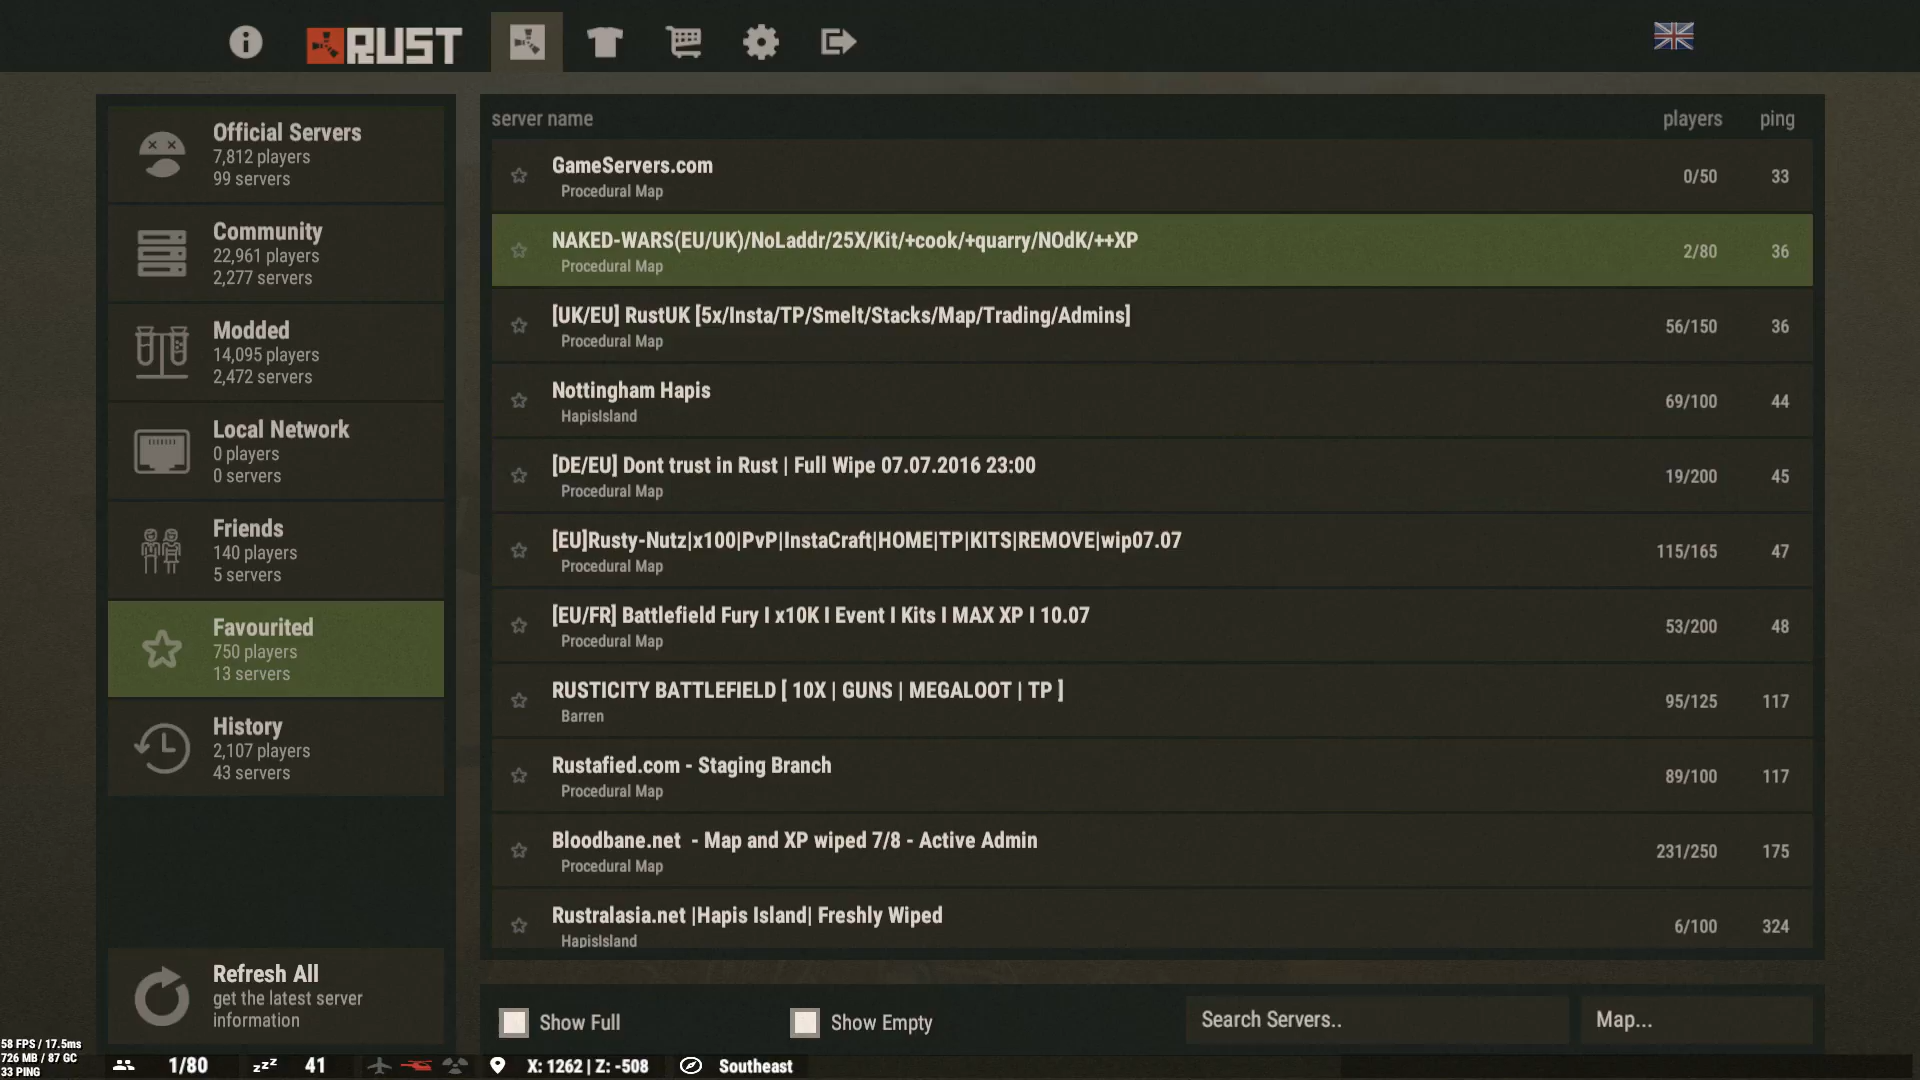 RUST
Official Servers
7,812 players
99 servers
Community
22,961 players
2,277 servers
Modded
14,095 players
2,472 servers
Local Network
0 players
0 servers
Friends
140 players
5 servers
Favourited
750 players
13 servers
History
2,107 players
43 servers
Refresh All
get the latest server
information
server name players ping
GameServers.com
Procedural Map
0/50 33
NAKED-WARS(EU/UK)/NoLaddr/25X/Kit/+cook/+quarry/NOdK/++XP
Procedural Map
2/80 36
[UK/EU] RustUK [5x/Insta/TP/Smelt/Stacks/Map/Trading/Admins]
Procedural Map
56/150 36
Nottingham Hapis
HapisIsland
69/100 44
[DE/EU] Dont trust in Rust | Full Wipe 07.07.2016 23:00
Procedural Map
19/200 45
[EU]Rusty-Nutz|x100|PvP|InstaCraft|HOME|TP|KITS|REMOVE|wip07.07
Procedural Map
115/165 47
[EU/FR] Battlefield Fury I x10K I Event I Kits I MAX XP I 10.07
Procedural Map
53/200 48
RUSTICITY BATTLEFIELD [ 10X | GUNS | MEGALOOT | TP ]
Barren
95/125 117
Rustafied.com - Staging Branch
Procedural Map
89/100 117
Bloodbane.net - Map and XP wiped 7/8 - Active Admin
Procedural Map
231/250 175
Rustralasia.net |Hapis Island| Freshly Wiped
HapisIsland
6/100 324
Show Full
Show Empty
Search Servers..
Map...
58 FPS / 17.5ms
726 MB / 87 GC
33 PING
1/80
zzz
41
X: 1262 | Z: -508
Southeast